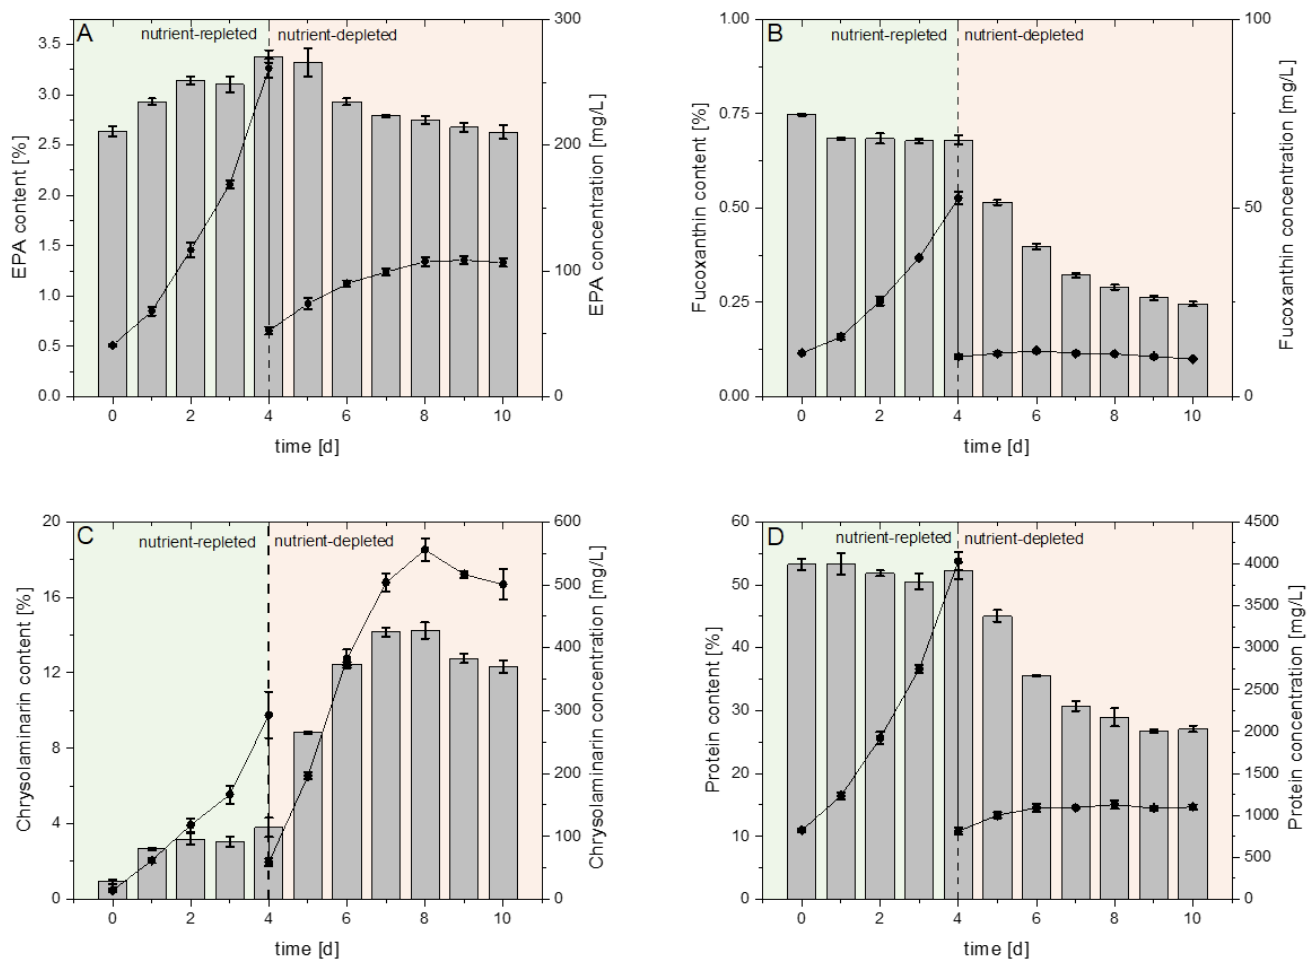 A
nutrient-repleted
nutrient-depleted
EPA content [%]
0.0
0.5
1.0
1.5
2.0
2.5
3.0
3.5
EPA concentration [mg/L]
0
100
200
300
0 2 4 6 8 10
time [d]
B
nutrient-repleted
nutrient-depleted
Fucoxanthin content [%]
0.00
0.25
0.50
0.75
1.00
Fucoxanthin concentration [mg/L]
0
50
100
0 2 4 6 8 10
time [d]
C
nutrient-repleted
nutrient-depleted
Chrysolaminarin content [%]
0
4
8
12
16
20
Chrysolaminarin concentration [mg/L]
0
100
200
300
400
500
600
0 2 4 6 8 10
time [d]
D
nutrient-repleted
nutrient-depleted
Protein content [%]
0
10
20
30
40
50
60
Protein concentration [mg/L]
0
500
1000
1500
2000
2500
3000
3500
4000
4500
0 2 4 6 8 10
time [d]